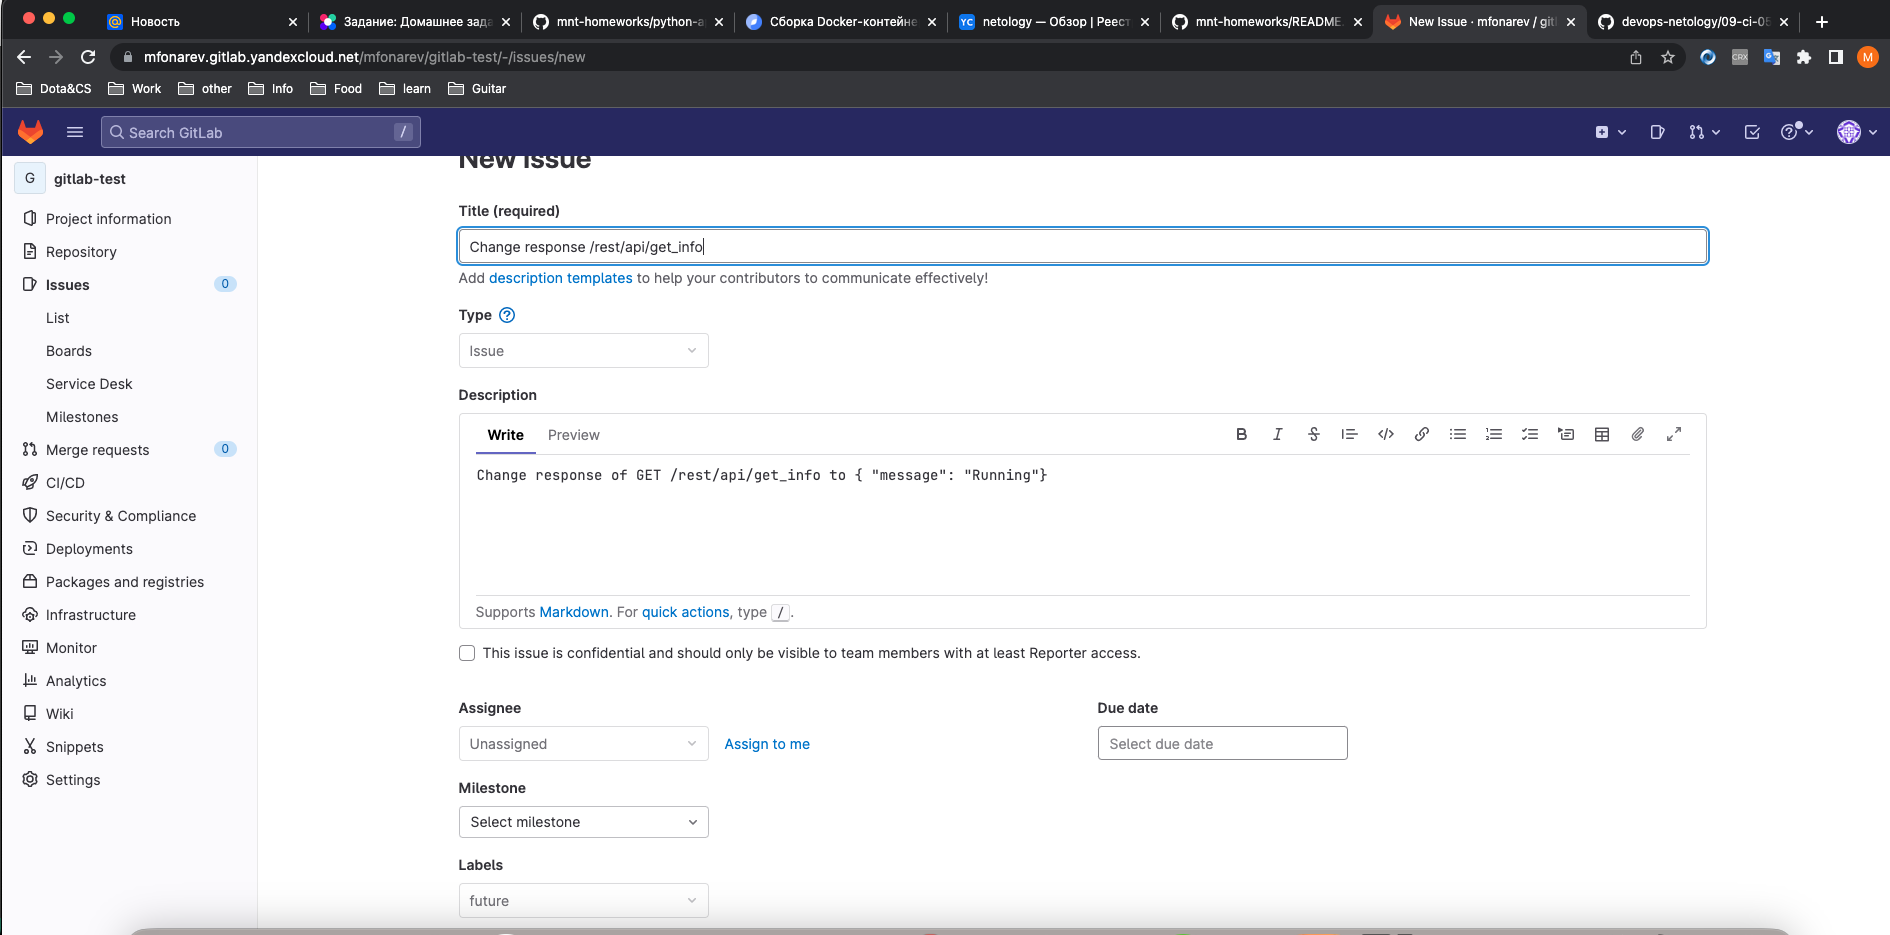 Новость
Задание: Домашнее зада
mnt-homeworks/python-a
Сборка Docker-контейне
YC netology — Обзор | Реест
mnt-homeworks/README.
New Issue · mfonarev / gitl
devops-netology/09-ci-05
mfonarev.gitlab.yandexcloud.net/mfonarev/gitlab-test/-/issues/new
CRX
M
Dota&CS
Work
other
Info
Food
learn
Guitar
Search GitLab
/
G gitlab-test
Project information
Repository
Issues 0
List
Boards
Service Desk
Milestones
Merge requests 0
CI/CD
Security & Compliance
Deployments
Packages and registries
Infrastructure
Monitor
Analytics
Wiki
Snippets
Settings
New Issue
Title (required)
Change response /rest/api/get_info
Add description templates to help your contributors to communicate effectively!
Type ?
Issue
Description
Write Preview
Change response of GET /rest/api/get_info to { "message": "Running"}
Supports Markdown. For quick actions, type /.
This issue is confidential and should only be visible to team members with at least Reporter access.
Assignee
Unassigned
Assign to me
Due date
Select due date
Milestone
Select milestone
Labels
future